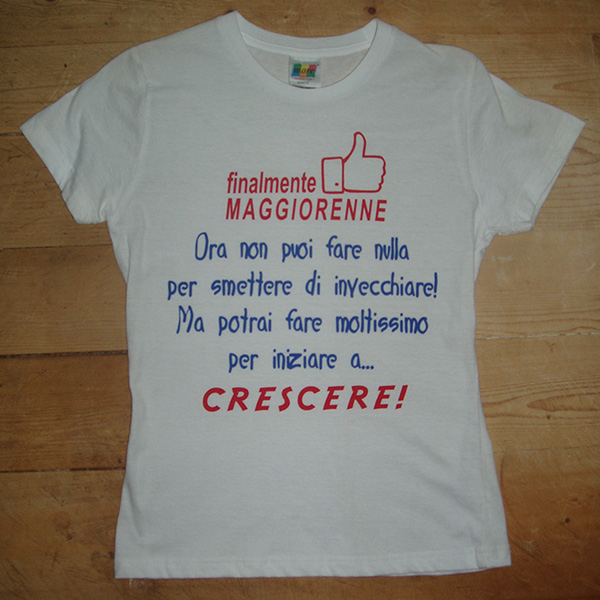 finalmente
MAGGIORENNE
Ora non puoi fare nulla
per smettere di invecchiare!
Ma potrai fare moltissimo
per iniziare a...
CRESCERE!